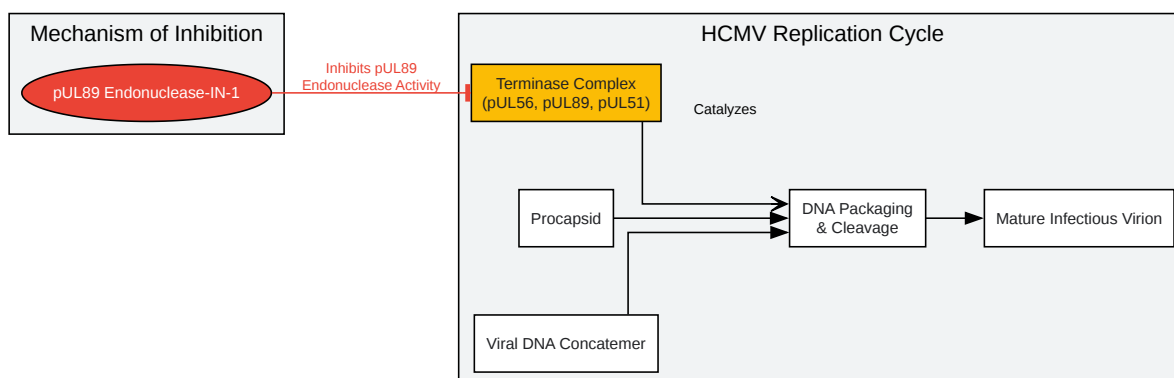 Mechanism of Inhibition
pUL89 Endonuclease-IN-1
Inhibits pUL89
Endonuclease Activity
HCMV Replication Cycle
Terminase Complex
(pUL56, pUL89, pUL51)
Catalyzes
Procapsid
DNA Packaging
& Cleavage
Mature Infectious Virion
Viral DNA Concatemer